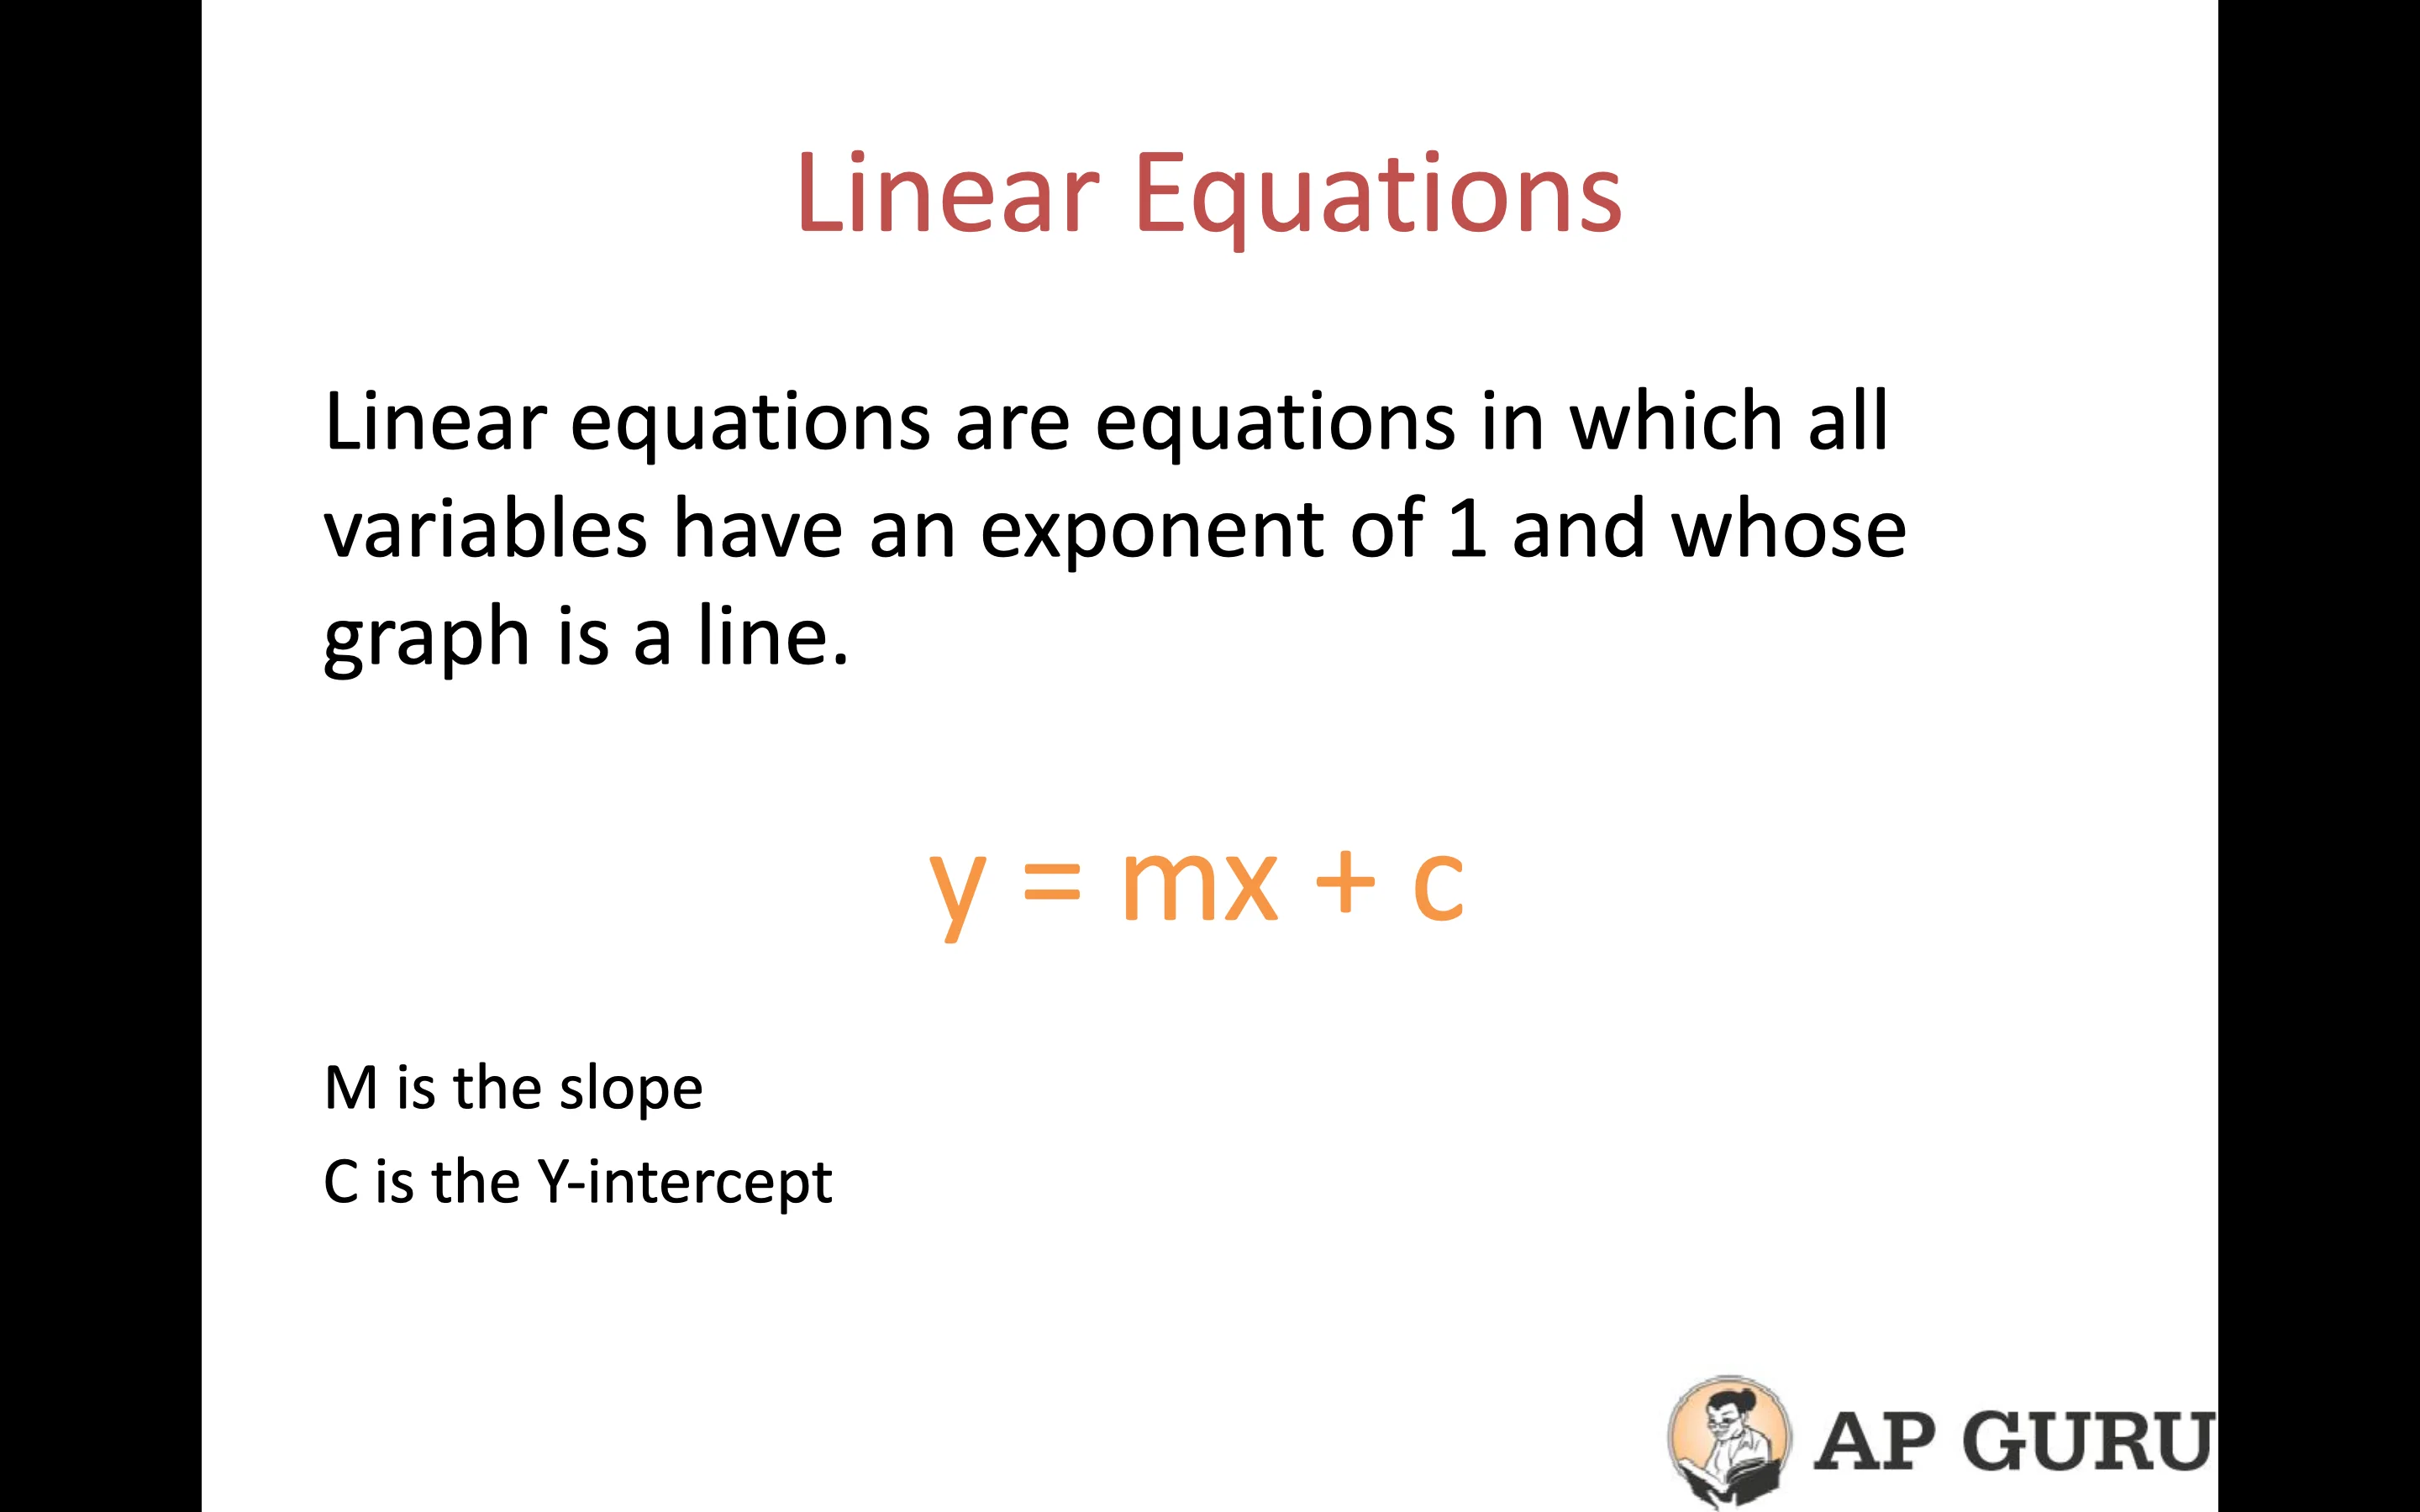 Linear Equations
Linear equations are equations in which all
variables have an exponent of 1 and whose
graph is a line.
y = mx + c
M is the slope
C is the Y-intercept
AP GURU